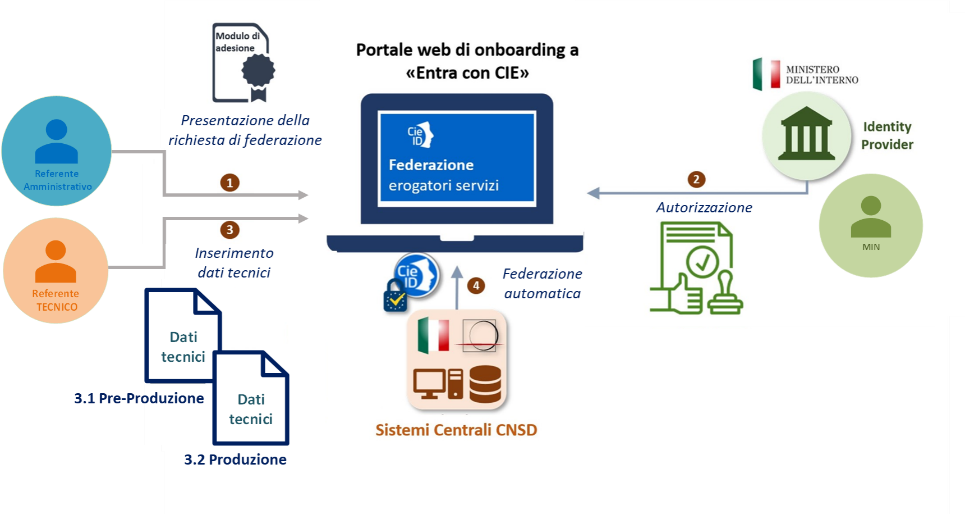 Modulo di
adesione
Portale web di onboarding a
«Entra con CIE»
MINISTERO
DELL'INTERNO
Presentazione della
richiesta di federazione
Identity
Provider
Cie
ID
Federazione
erogatori servizi
Referente
Amministrativo
1
2
Autorizzazione
3
Inserimento
dati tecnici
MIN
Referente
TECNICO
Cie
ID
4
Federazione
automatica
Dati
tecnici
3.1 Pre-Produzione
Dati
tecnici
3.2 Produzione
Sistemi Centrali CNSD